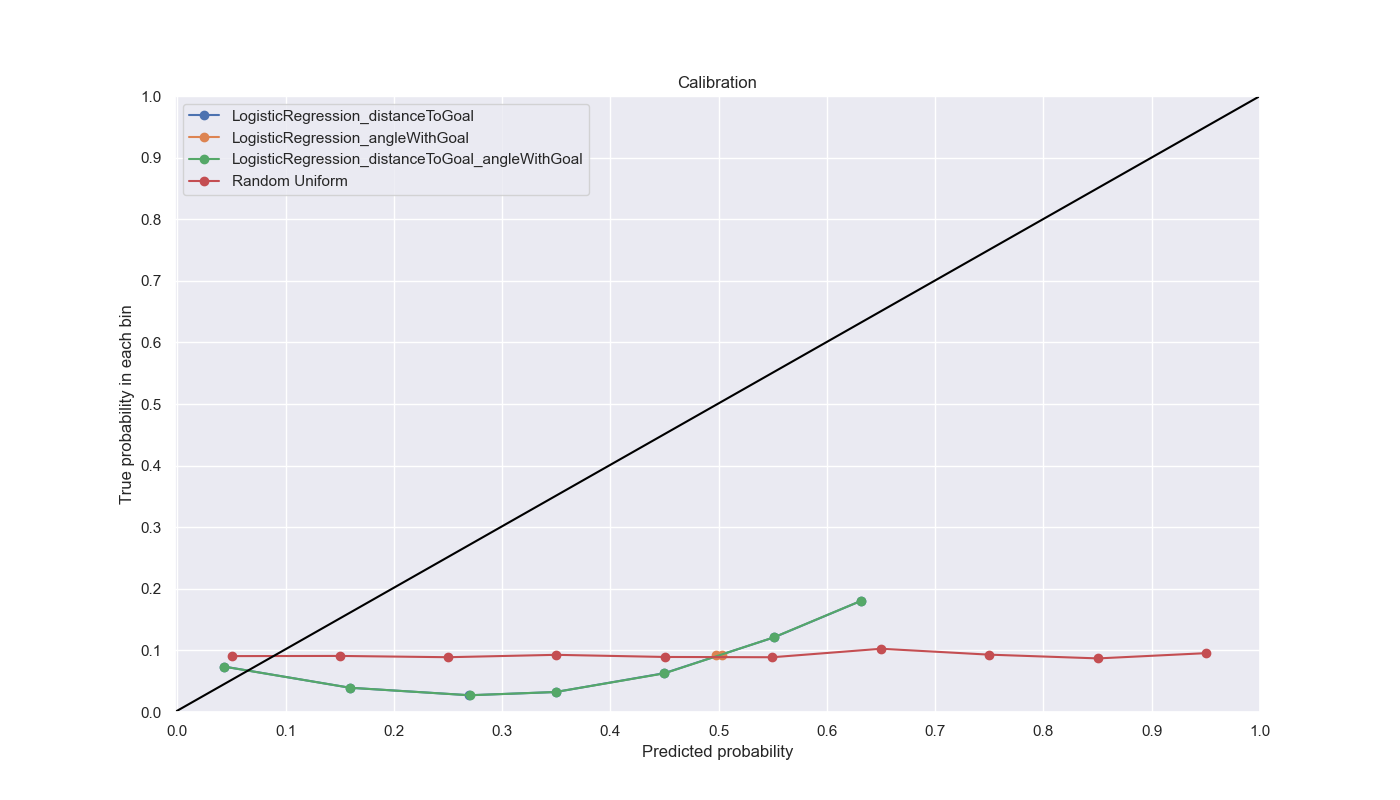 Calibration
LogisticRegression_distanceToGoal
LogisticRegression_angleWithGoal
LogisticRegression_distanceToGoal_angleWithGoal
Random Uniform
True probability in each bin
1.0
0.9
0.8
0.7
0.6
0.5
0.4
0.3
0.2
0.1
0.0
0.0 0.1 0.2 0.3 0.4 0.5 0.6 0.7 0.8 0.9 1.0
Predicted probability